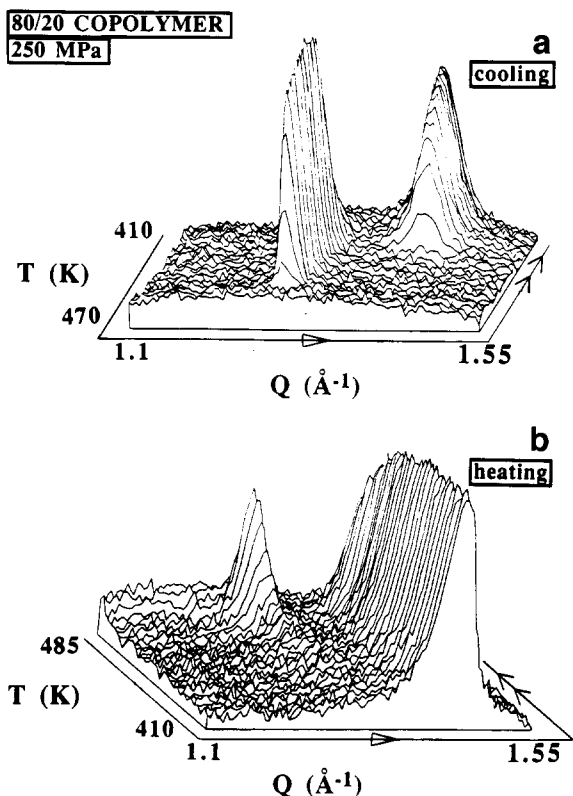 80/20 COPOLYMER
250 MPa
a
cooling
410
T (K)
470
1.1
1.55
Q (Å-1)
b
heating
485
T (K)
410
1.1
1.55
Q (Å-1)